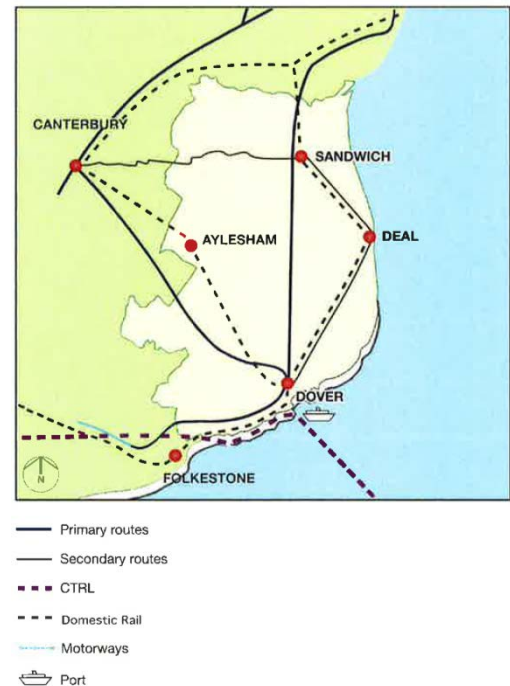 CANTERBURY
SANDWICH
AYLESHAM
DEAL
DOVER
FOLKESTONE
N
Primary routes
Secondary routes
CTRL
Domestic Rail
Motorways
Port